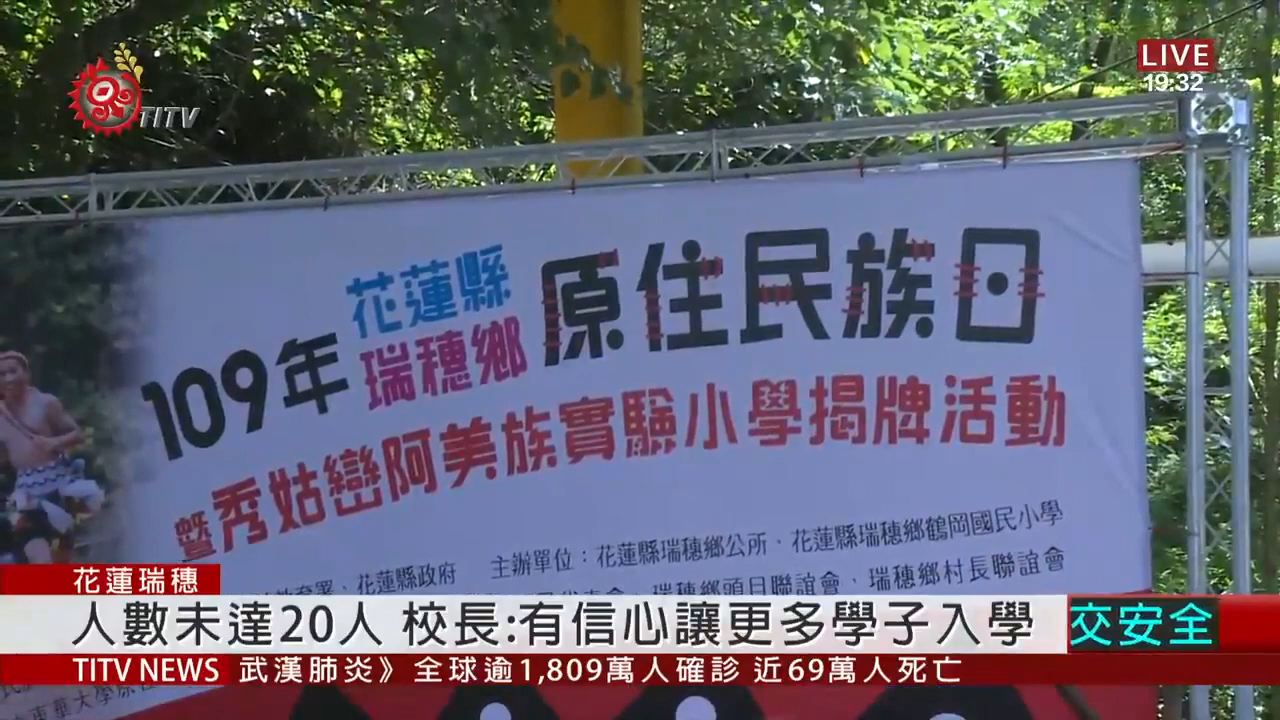 TITV
LIVE
19:32
109年
花蓮縣
瑞穗鄉
原住民族日
暨秀姑巒阿美族實驗小學揭牌活動
花蓮縣政府
主辦單位：花蓮縣瑞穗鄉公所、花蓮縣瑞穗鄉鶴岡國民小學
瑞穗鄉頭目聯誼會、瑞穗鄉村長聯誼會
花蓮瑞穗
人數未達20人 校長:有信心讓更多學子入學
交安全
TITV NEWS 武漢肺炎》全球逾1,809萬人確診 近69萬人死亡